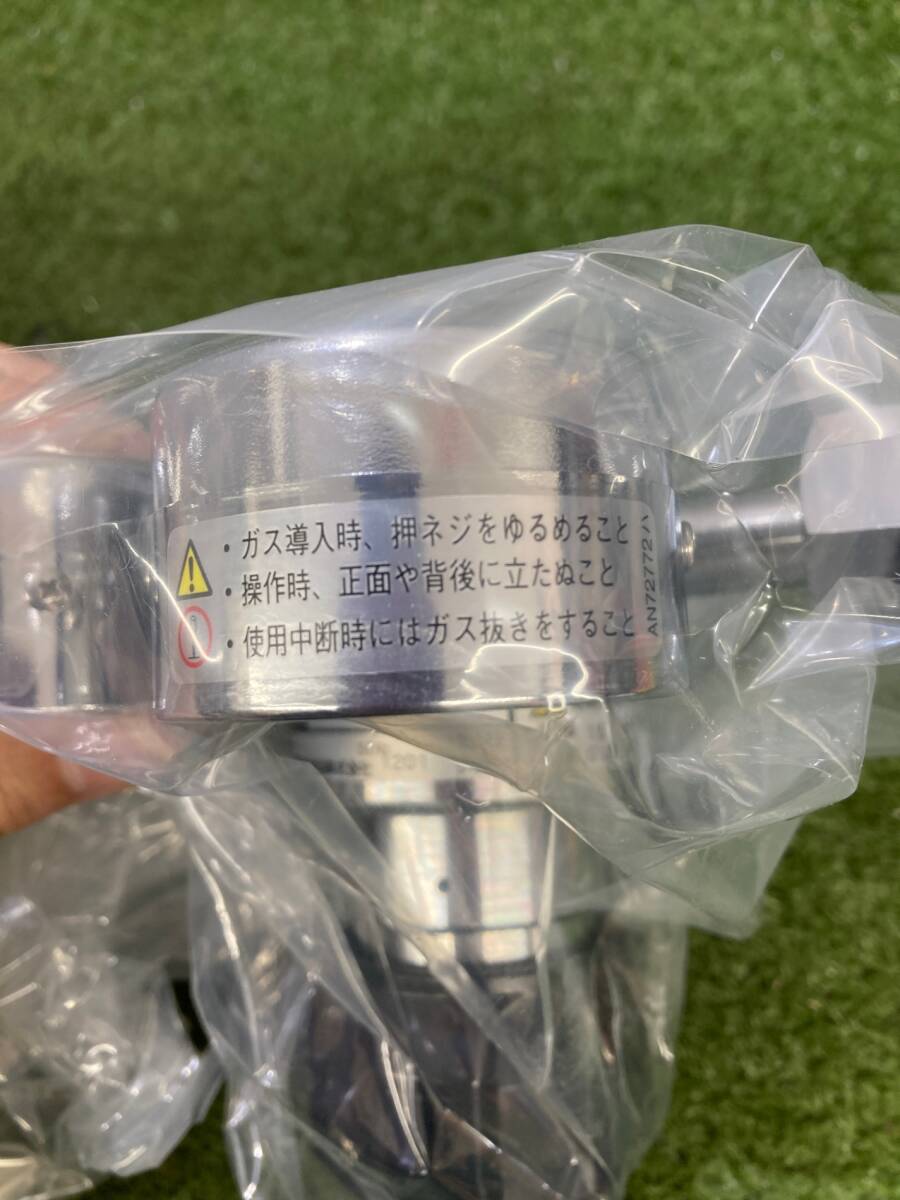 ・ガス導入時、押ネジをゆるめること
・操作時、正面や背後に立たぬこと
・使用中断時にはガス抜きをすること
AN72772A
1201